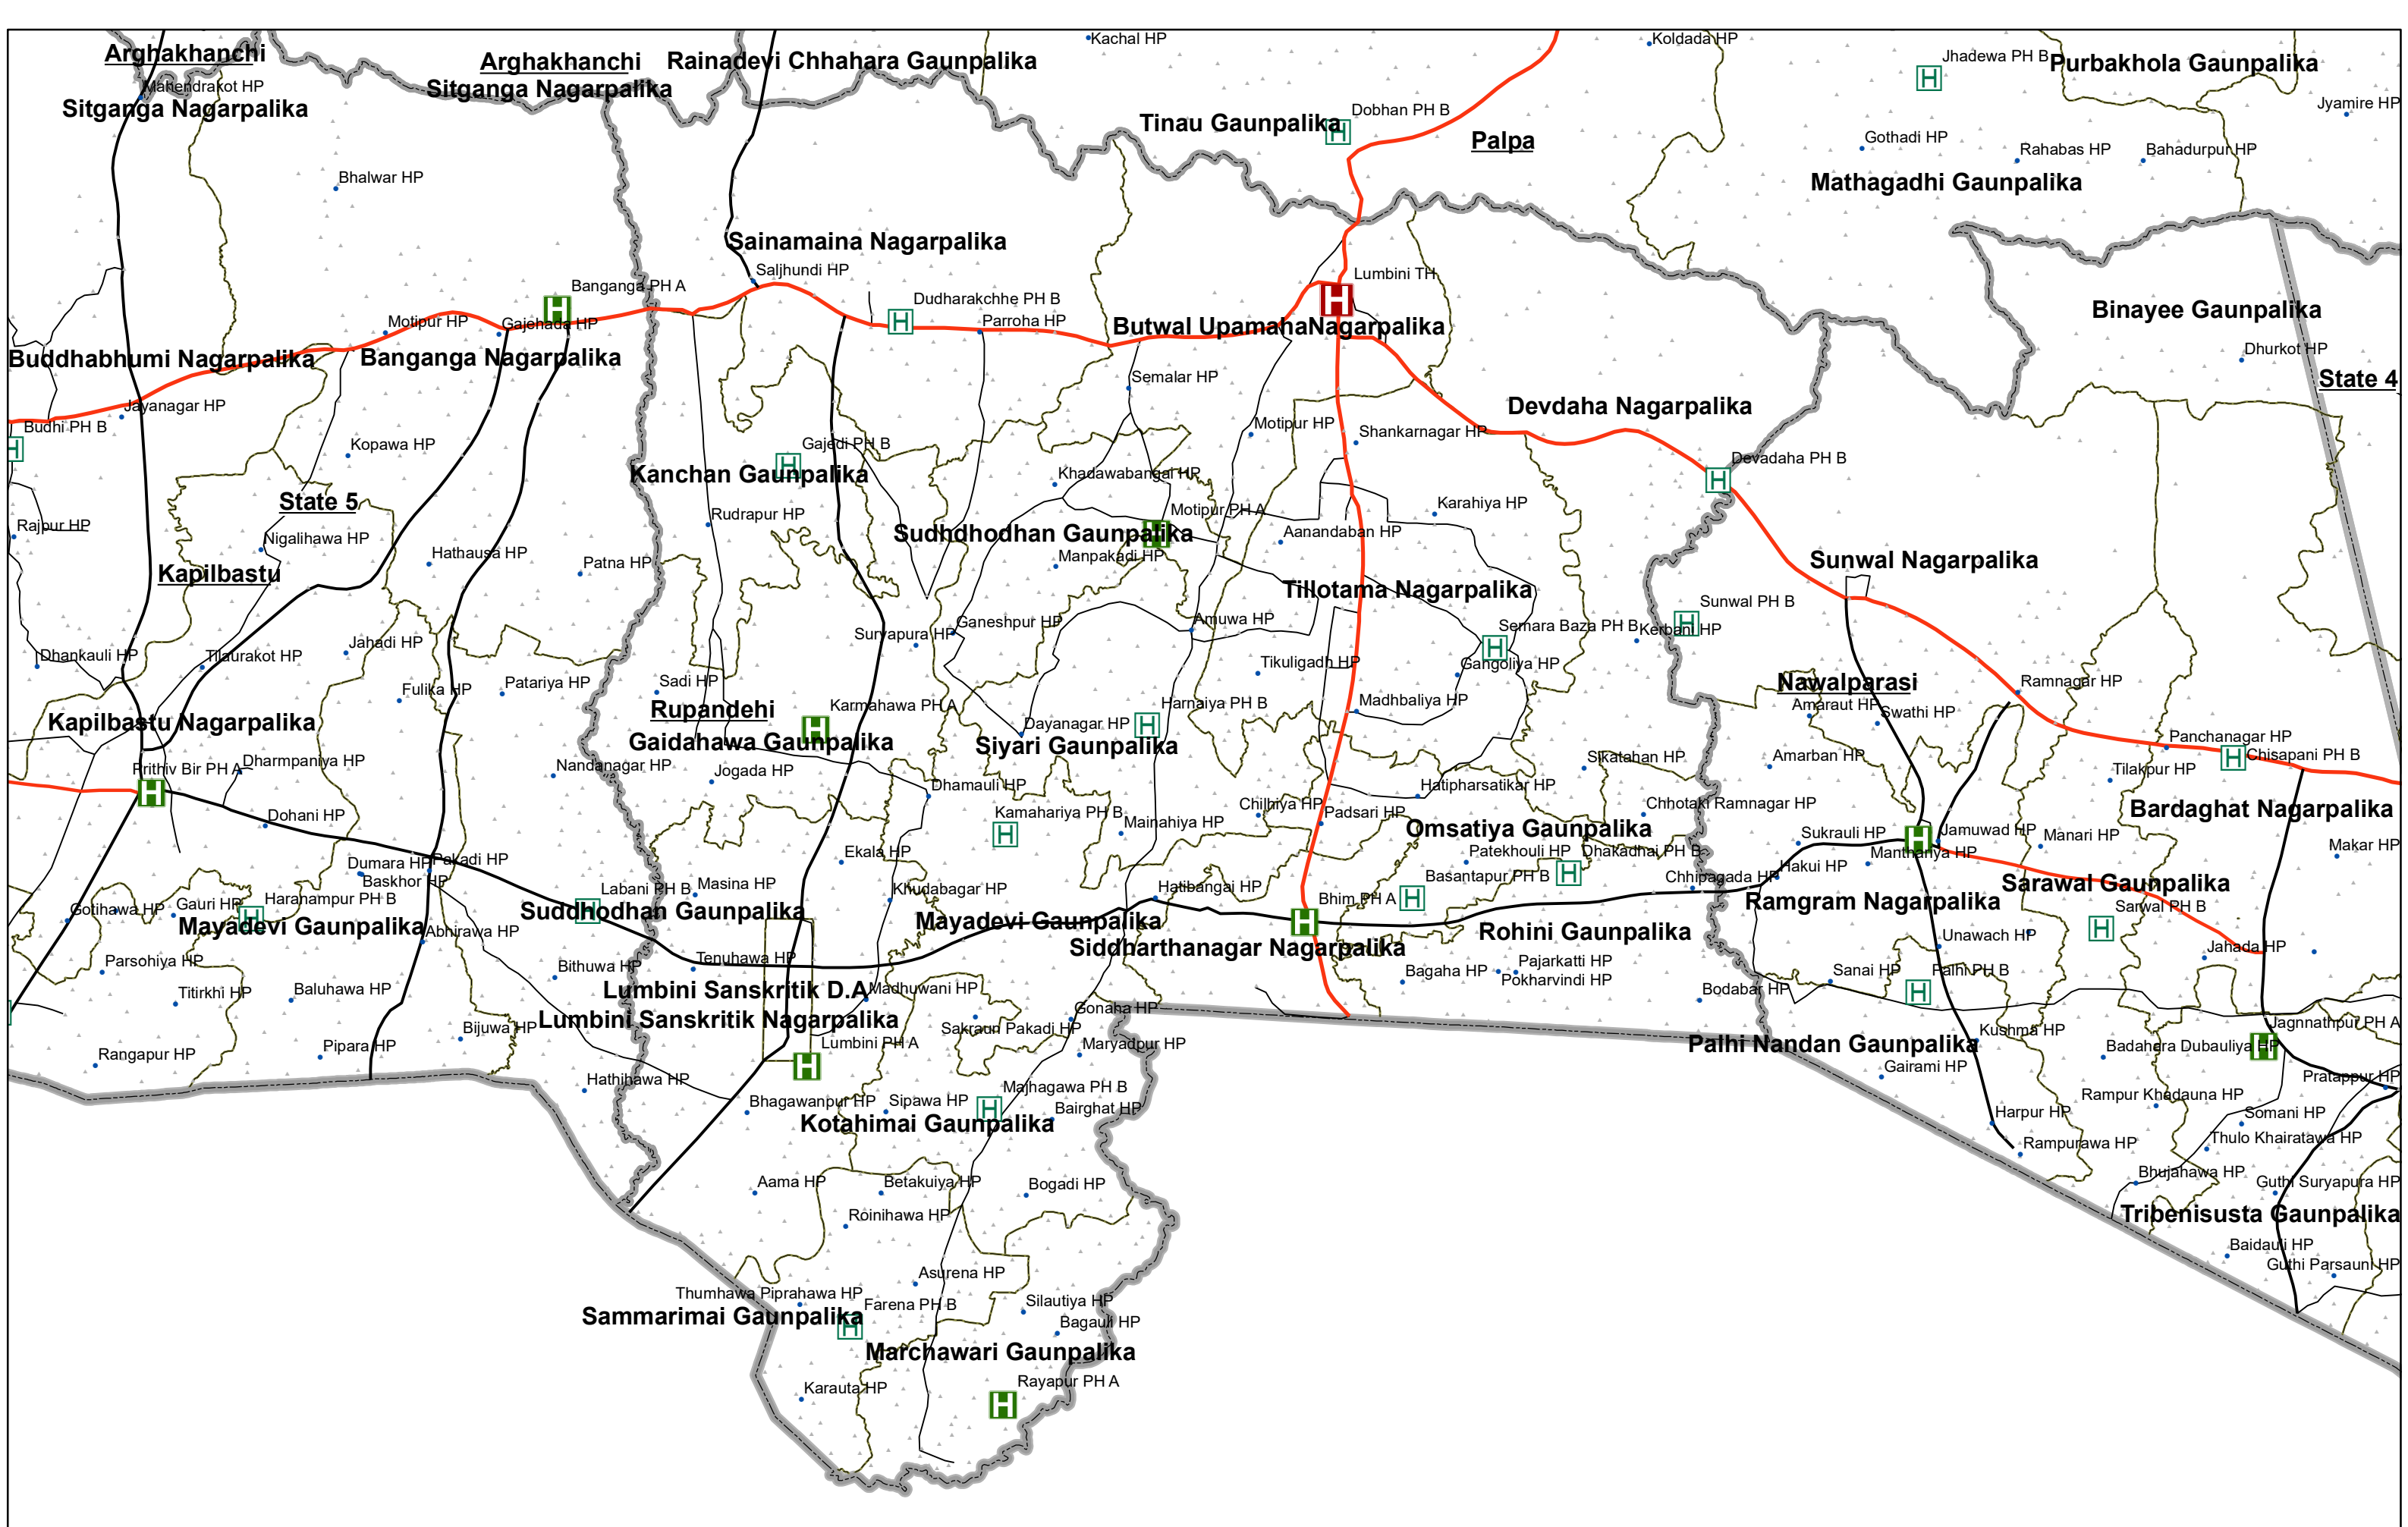 Kachal HP
Koldada HP
Arghakhanchi
Arghakhanchi
Rainadevi Chhahara Gaunpalika
Jhadewa PH B
Purbakhola Gaunpalika
Mahendrakot HP
Sitganga Nagarpalika
Sitganga Nagarpalika
Dobhan PH B
Jyamire HP
Tinau Gaunpalika
Palpa
Gothadi HP
Rahabas HP
Bahadurpur HP
Bhalwar HP
Mathagadhi Gaunpalika
Sainamaina Nagarpalika
Saljhundi HP
Lumbini TH
Banganga PH A
Dudharakchhe PH B
Binayee Gaunpalika
Motipur HP
Gajehada HP
Parroha HP
Butwal UpamahaNagarpalika
Buddhabhumi Nagarpalika
Banganga Nagarpalika
Dhurkot HP
Semalar HP
State 4
Jayanagar HP
Devdaha Nagarpalika
Budhi PH B
Motipur HP
Shankarnagar HP
Kopawa HP
Gajedi PH B
Devadaha PH B
Kanchan Gaunpalika
Khadawabangai HP
State 5
Karahiya HP
Rajpur HP
Rudrapur HP
Motipur PH A
Sudhdhodhan Gaunpalika
Aanandaban HP
Nigalihawa HP
Hathausa HP
Patna HP
Manpakadi HP
Sunwal Nagarpalika
Kapilbastu
Tillotama Nagarpalika
Sunwal PH B
Suryapura HP
Ganeshpur HP
Amuwa HP
Semara Baza PH B
Kerbani HP
Jahadi HP
Dhankauli HP
Tilaurakot HP
Tikuligadh HP
Gangoliya HP
Fulika HP
Patariya HP
Sadi HP
Nawalparasi
Ramnagar HP
Rupandehi
Karmahawa PH A
Harnaiya PH B
Madhbaliya HP
Amaraut HP
Swathi HP
Kapilbastu Nagarpalika
Dayanagar HP
Gaidahawa Gaunpalika
Siyari Gaunpalika
Panchanagar HP
Prithiv Bir PH A
Dharmpaniya HP
Nandanagar HP
Jogada HP
Sikatahan HP
Amarban HP
Chisapani PH B
Tilakpur HP
Dhamauli HP
Hatipharsatikar HP
Chilhiya HP
Padsari HP
Chhotaki Ramnagar HP
Bardaghat Nagarpalika
Dohani HP
Kamahariya PH B
Mainahiya HP
Omsatiya Gaunpalika
Sukrauli HP
Jamuwad HP
Manari HP
Makar HP
Dumara HP
Pakadi HP
Ekala HP
Patekhouli HP
Dhakadhai PH B
Manthariya HP
Hakui HP
Baskhor HP
Labani PH B
Masina HP
Khudabagar HP
Hatibangai HP
Basantapur PH B
Chhipagada HP
Sarawal Gaunpalika
Gotihawa HP
Gauri HP
Haranampur PH B
Bhim PH A
Ramgram Nagarpalika
Sarwal PH B
Mayadevi Gaunpalika
Suddhodhan Gaunpalika
Mayadevi Gaunpalika
Abhirawa HP
Rohini Gaunpalika
Unawach HP
Siddharthanagar Nagarpalika
Jahada HP
Parsohiya HP
Bithuwa HP
Tenuhawa HP
Bagaha HP
Pajarkatti HP
Pokharvindi HP
Sanai HP
Palhi PH B
Titirkhi HP
Baluhawa HP
Lumbini Sanskritik D.A
Madhuwani HP
Bodabar HP
Gonaha HP
Bijuwa HP
Lumbini Sanskritik Nagarpalika
Sakraun Pakadi HP
Jagnnathpur PH A
Kushma HP
Rangapur HP
Pipara HP
Lumbini PH A
Maryadpur HP
Palhi Nandan Gaunpalika
Badahara Dubauliya HP
Gairami HP
Hathihawa HP
Majhagawa PH B
Pratappur HP
Bhagawanpur HP
Sipawa HP
Bairghat HP
Rampur Khadauna HP
Kotahimai Gaunpalika
Harpur HP
Somani HP
Rampurawa HP
Thulo Khairatawa HP
Bhujahawa HP
Guthi Suryapura HP
Aama HP
Betakuiya HP
Bogadi HP
Roinihawa HP
Tribenisusta Gaunpalika
Baidauli HP
Guthi Parsauni HP
Asurena HP
Thumhawa Piprahawa HP
Farena PH B
Silautiya HP
Sammarimai Gaunpalika
Bagauli HP
Marchawari Gaunpalika
Karauta HP
Rayapur PH A